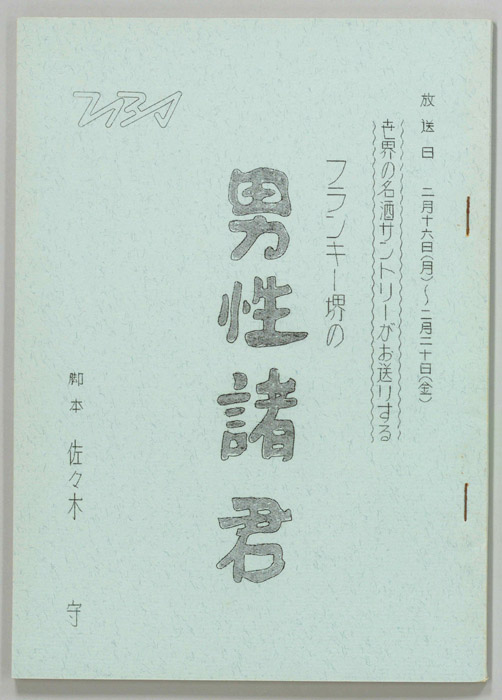 放送日 二月十六日(月)〜二月二十日(金)
世界の名酒サントリーがお送りする
フランキー堺の
男性諸君
脚本 佐々木 守